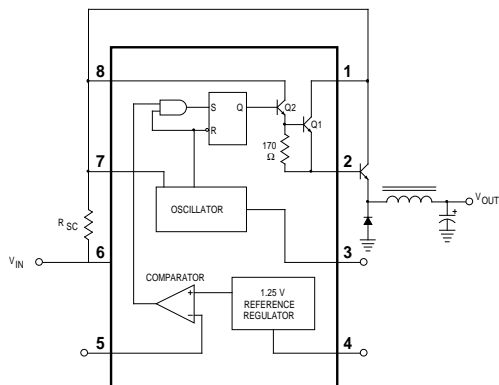 8
1
S
Q
Q2
Q1
R
170
Ω
7
2
OSCILLATOR
V OUT
R SC
V IN
6
3
COMPARATOR
+
1.25 V
REFERENCE
REGULATOR
–
5
4
+